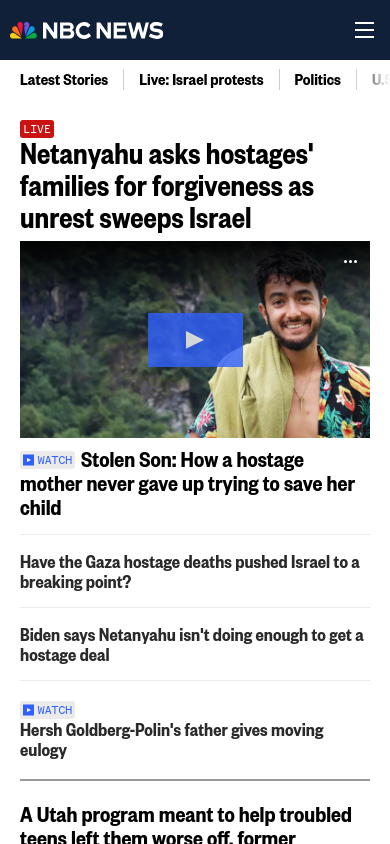 NBC NEWS
Latest Stories
Live: Israel protests
Politics
U.S
LIVE
Netanyahu asks hostages'
families for forgiveness as
unrest sweeps Israel
WATCH Stolen Son: How a hostage
mother never gave up trying to save her
child
Have the Gaza hostage deaths pushed Israel to a
breaking point?
Biden says Netanyahu isn't doing enough to get a
hostage deal
WATCH
Hersh Goldberg-Polin's father gives moving
eulogy
A Utah program meant to help troubled
teens left them worse off, former